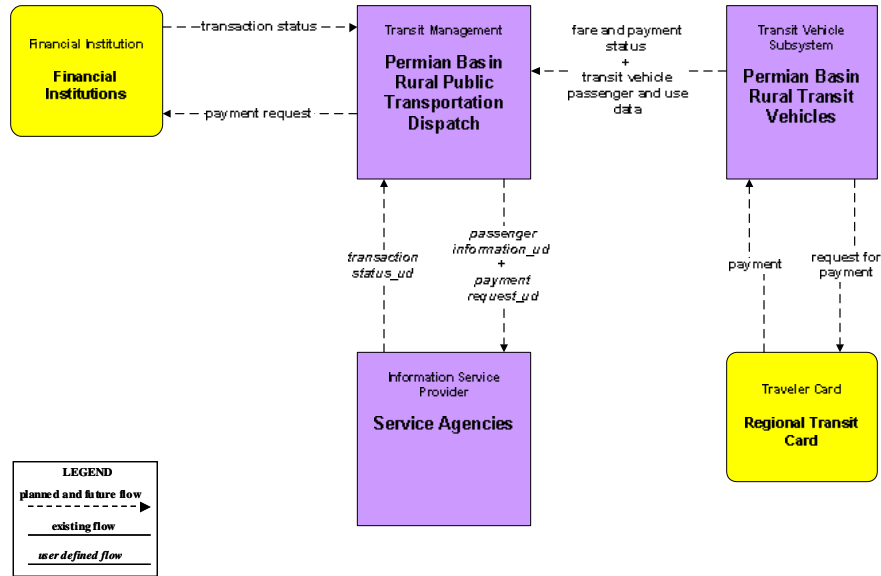 Financial Institution
Financial
Institutions
transaction status
payment request
Transit Management
Permian Basin
Rural Public
Transportation
Dispatch
fare and payment
status
+
transit vehicle
passenger and use
data
Transit Vehicle
Subsystem
Permian Basin
Rural Transit
Vehicles
transaction
status_ud
passenger
information_ud
+
payment
request_ud
payment
request for
payment
Information Service
Provider
Service Agencies
Traveler Card
Regional Transit
Card
LEGEND
planned and future flow
existing flow
user defined flow